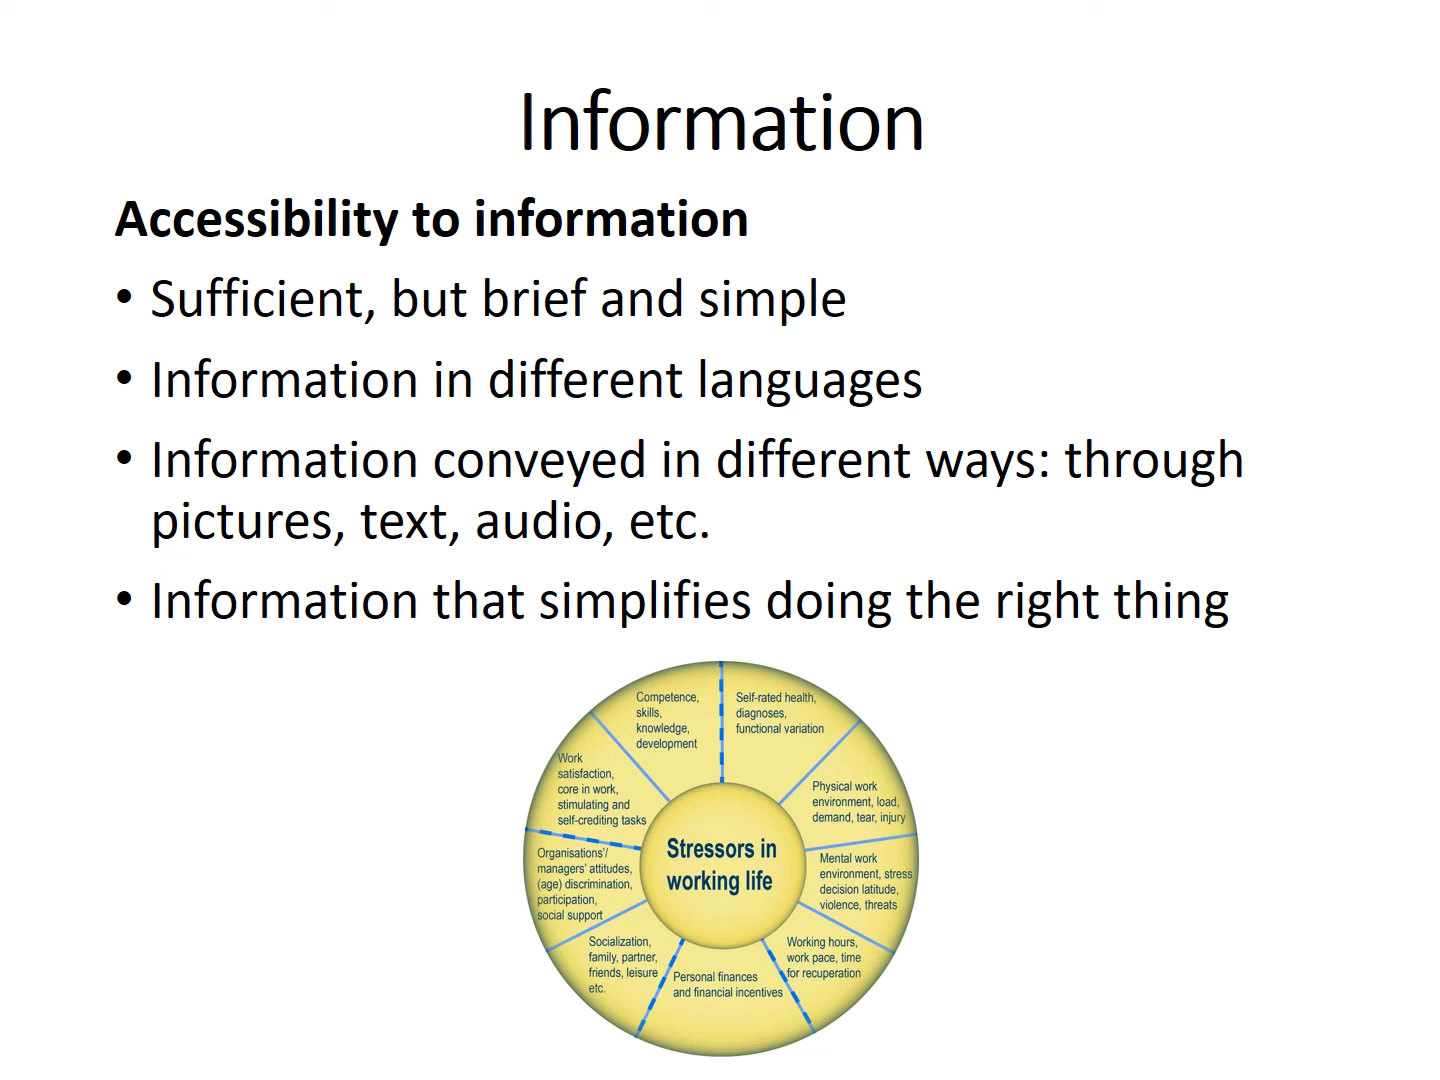 Information
Accessibility to information
• Sufficient, but brief and simple
• Information in different languages
• Information conveyed in different ways: through
pictures, text, audio, etc.
• Information that simplifies doing the right thing
Competence,
skills,
knowledge,
development
Self-rated health,
diagnoses,
functional variation
Physical work
environment, load,
demand, tear, injury
Mental work
environment, stress
decision latitude,
violence, threats
Working hours,
work pace, time
for recuperation
Personal finances
and financial incentives
Socialization,
family, partner,
friends, leisure
etc.
Organisations'/
managers' attitudes,
(age) discrimination,
participation,
social support
Work
satisfaction,
core in work,
stimulating and
self-crediting tasks
Stressors in
working life